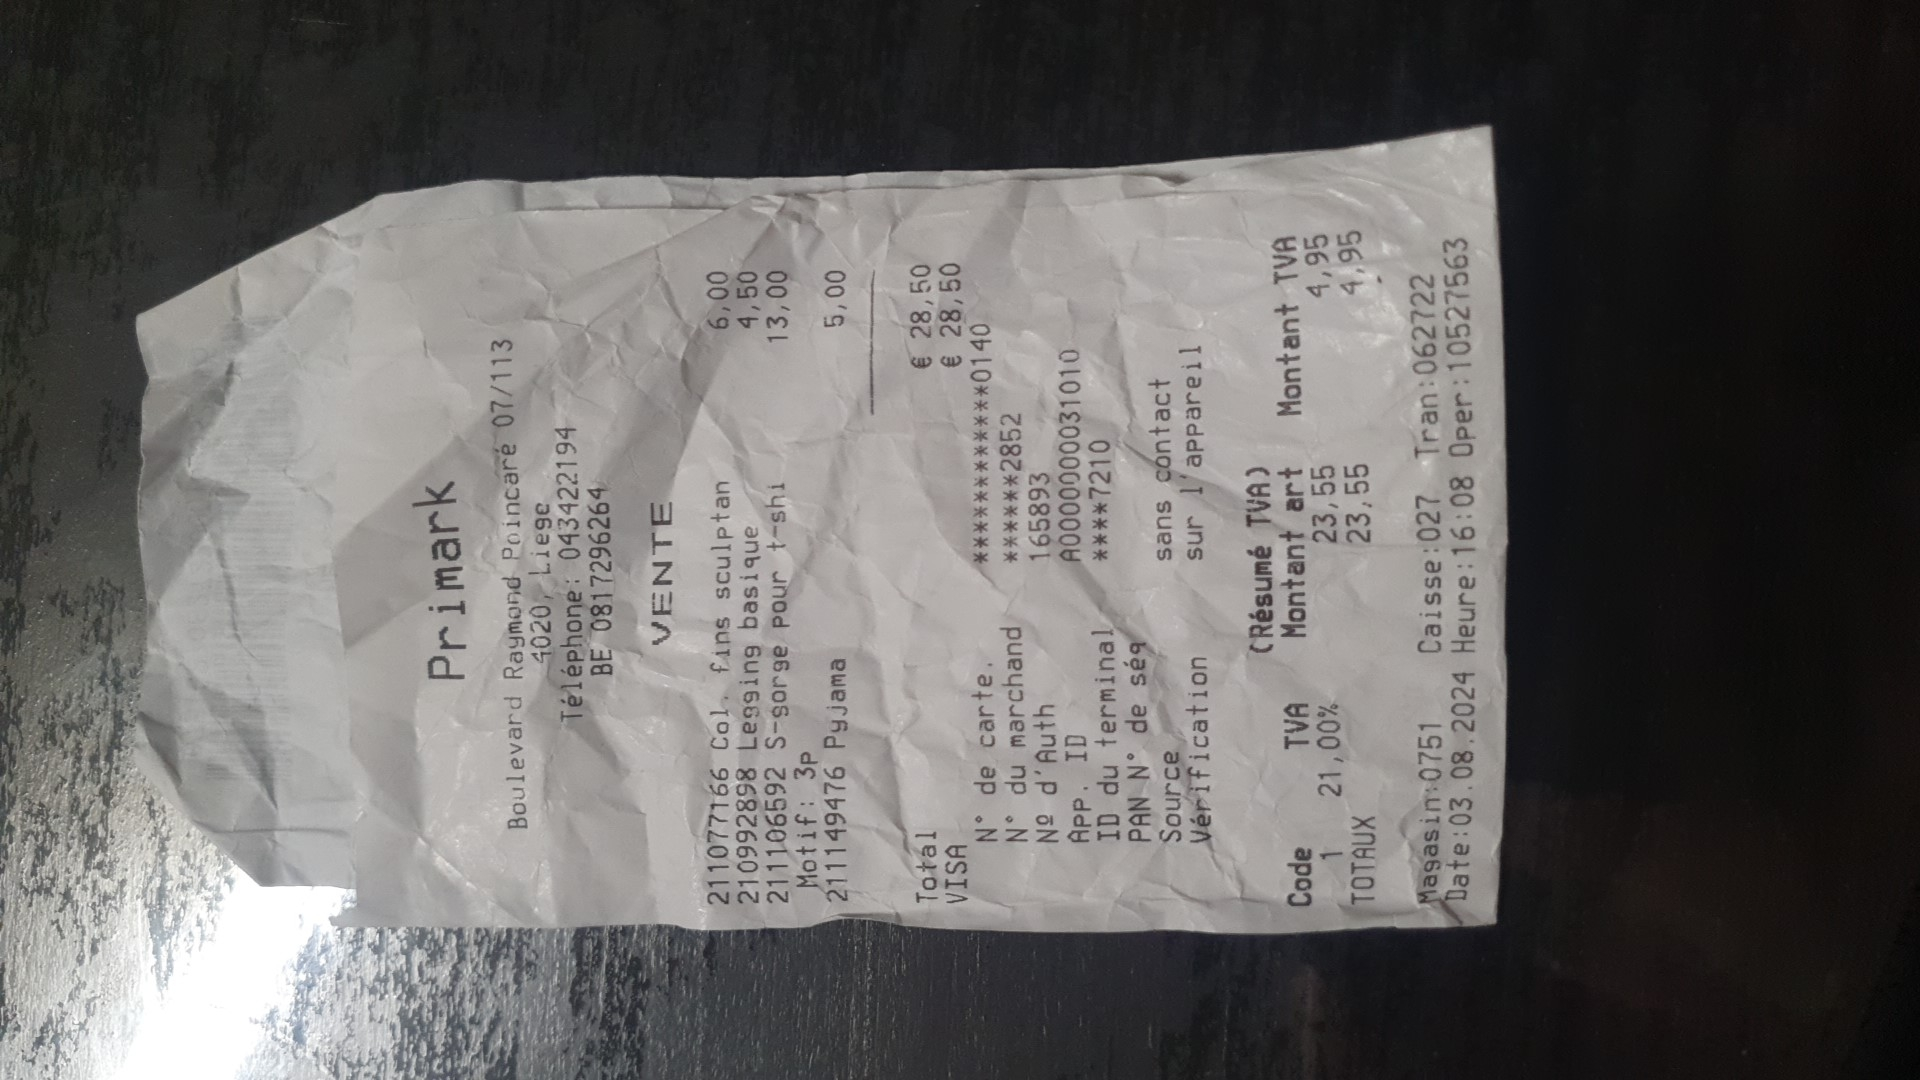 Primark
Boulevard Raymond Poincaré 07/113
4020, Liege
Téléphone: 043422194
BE 0817296264
VENTE
211077166 Col. fins sculptan 6,00
210992898 Legging basique 4,50
211106592 S-gorge pour t-shi 13,00
Motif: 3P
211149476 Pyjama 5,00
Total € 28,50
VISA € 28,50
N° de carte. ************0140
N° du marchand ******2852
Nº d'Auth 165893
APP. ID A0000000031010
ID du terminal ****7210
PAN N° de séq
Source sans contact
Vérification sur l'appareil
(Résumé TVA)
Code TVA Montant art Montant TVA
1 21,00% 23,55 4,95
TOTAUX 23,55 4,95
Magasin:0751 Caisse:027 Tran:062722
Date:03.08.2024 Heure:16:08 Oper:10527563